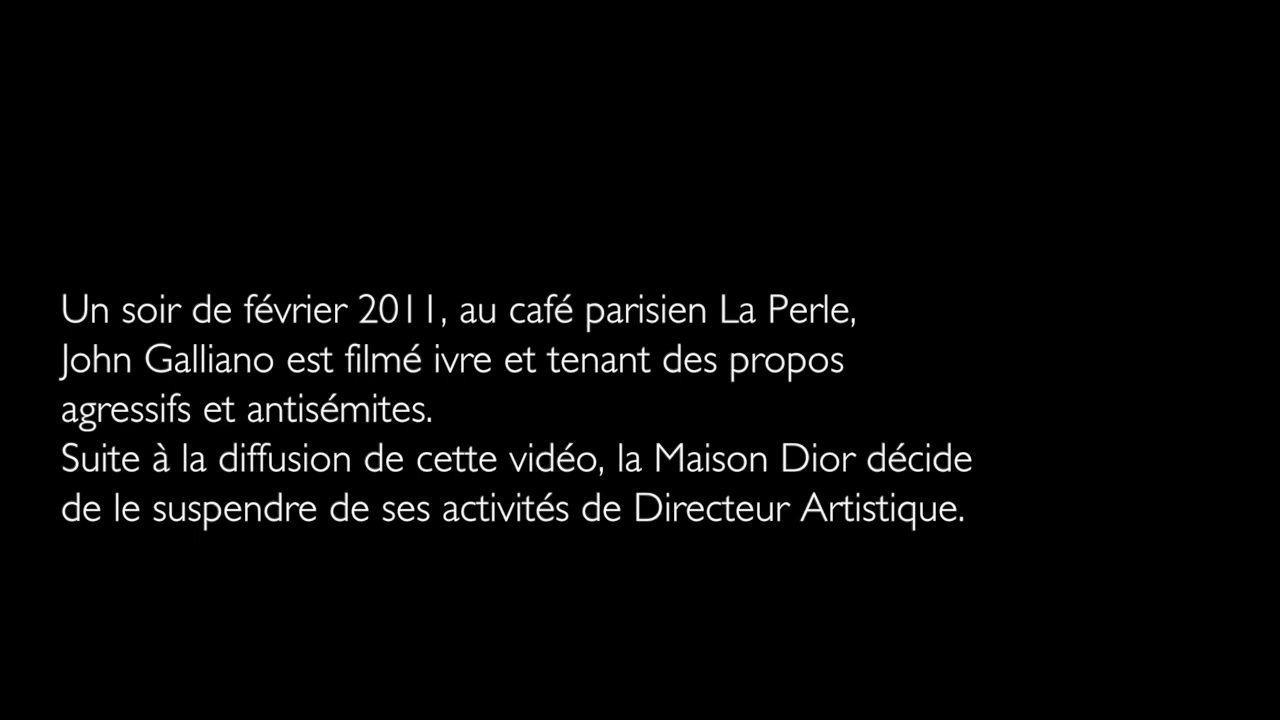 Un soir de février 2011, au café parisien La Perle,
John Galliano est filmé ivre et tenant des propos
agressifs et antisémites.
Suite à la diffusion de cette vidéo, la Maison Dior décide
de le suspendre de ses activités de Directeur Artistique.